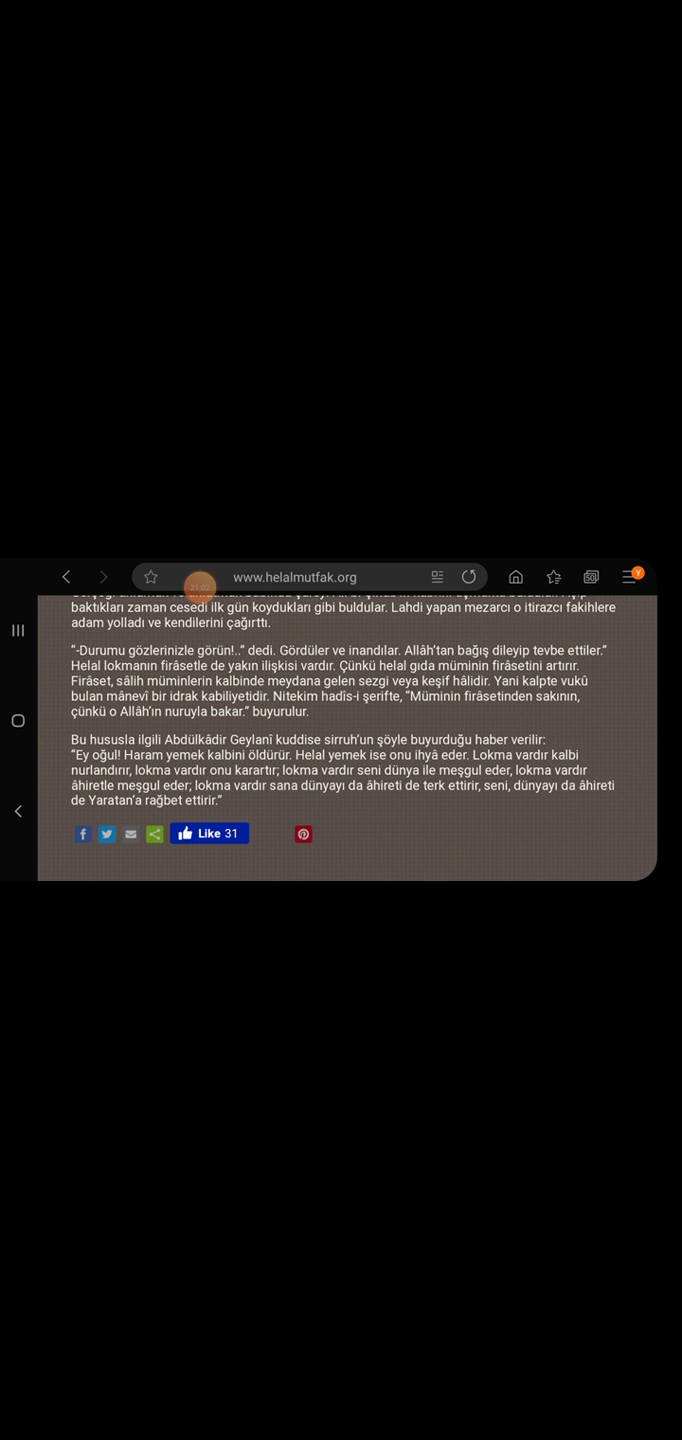 www.helalmutfak.org
50
Y
21:02
baktıkları zaman cesedi ilk gün koydukları gibi buldular. Lahdi yapan mezarcı o itirazcı fakihlere
adam yolladı ve kendilerini çağırttı.
“-Durumu gözlerinizle görün!..” dedi. Gördüler ve inandılar. Allâh’tan bağış dileyip tevbe ettiler.”
Helal lokmanın firâsetle de yakın ilişkisi vardır. Çünkü helal gıda müminin firâsetini artırır.
Firâset, sâlih müminlerin kalbinde meydana gelen sezgi veya keşif hâlidir. Yani kalpte vukû
bulan mânevî bir idrak kabiliyetidir. Nitekim hadîs-i şerifte, “Müminin firâsetinden sakının,
çünkü o Allâh’ın nuruyla bakar.” buyurulur.
Bu hususla ilgili Abdülkâdir Geylanî kuddise sirruh’un şöyle buyurduğu haber verilir:
“Ey oğul! Haram yemek kalbini öldürür. Helal yemek ise onu ihyâ eder. Lokma vardır kalbi
nurlandırır, lokma vardır onu karartır; lokma vardır seni dünya ile meşgul eder, lokma vardır
âhiretle meşgul eder; lokma vardır sana dünyayı da âhireti de terk ettirir, seni, dünyayı da âhireti
de Yaratan’a rağbet ettirir.”
Like 31